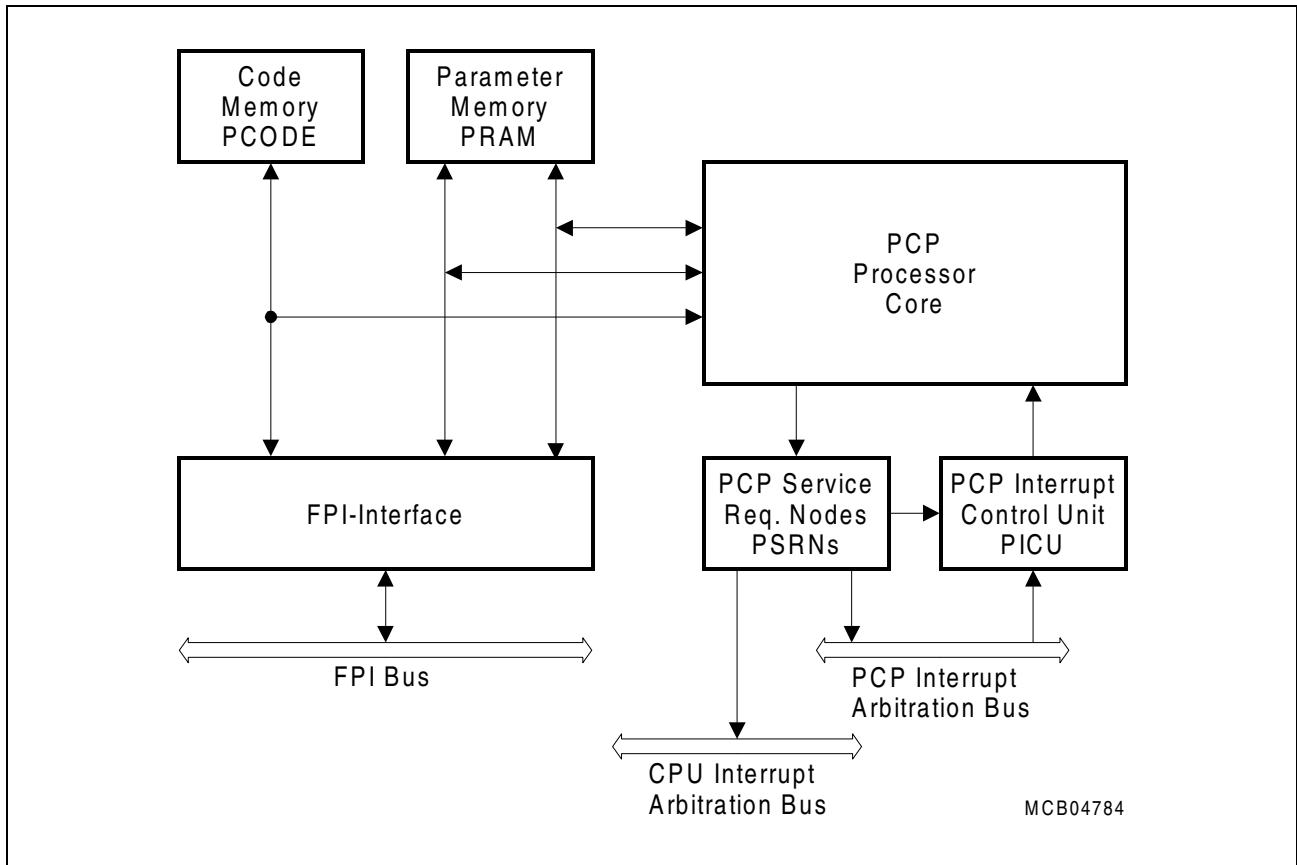 Code
Memory
PCODE
Parameter
Memory
PRAM
PCP
Processor
Core
FPI-Interface
PCP Service
Req. Nodes
PSRNs
PCP Interrupt
Control Unit
PICU
FPI Bus
PCP Interrupt
Arbitration Bus
CPU Interrupt
Arbitration Bus
MCB04784